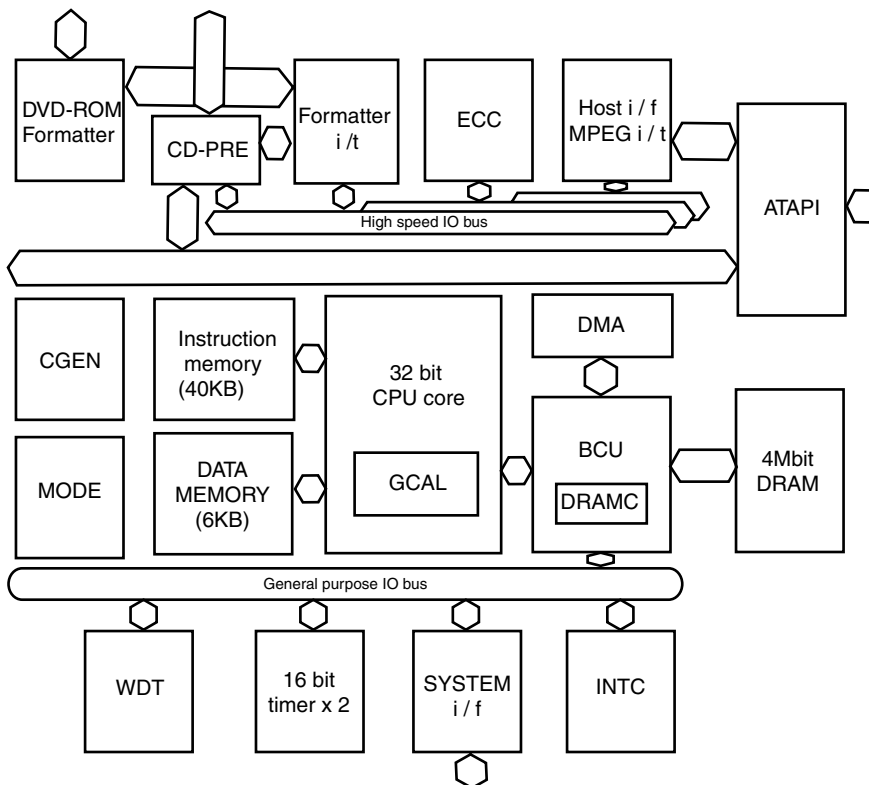 DVD-ROM
Formatter
CD-PRE
Formatter
i /t
ECC
Host i / f
MPEG i / t
ATAPI
High speed IO bus
CGEN
Instruction
memory
(40KB)
32 bit
CPU core
GCAL
DMA
MODE
DATA
MEMORY
(6KB)
BCU
DRAMC
4Mbit
DRAM
General purpose IO bus
WDT
16 bit
timer x 2
SYSTEM
i / f
INTC